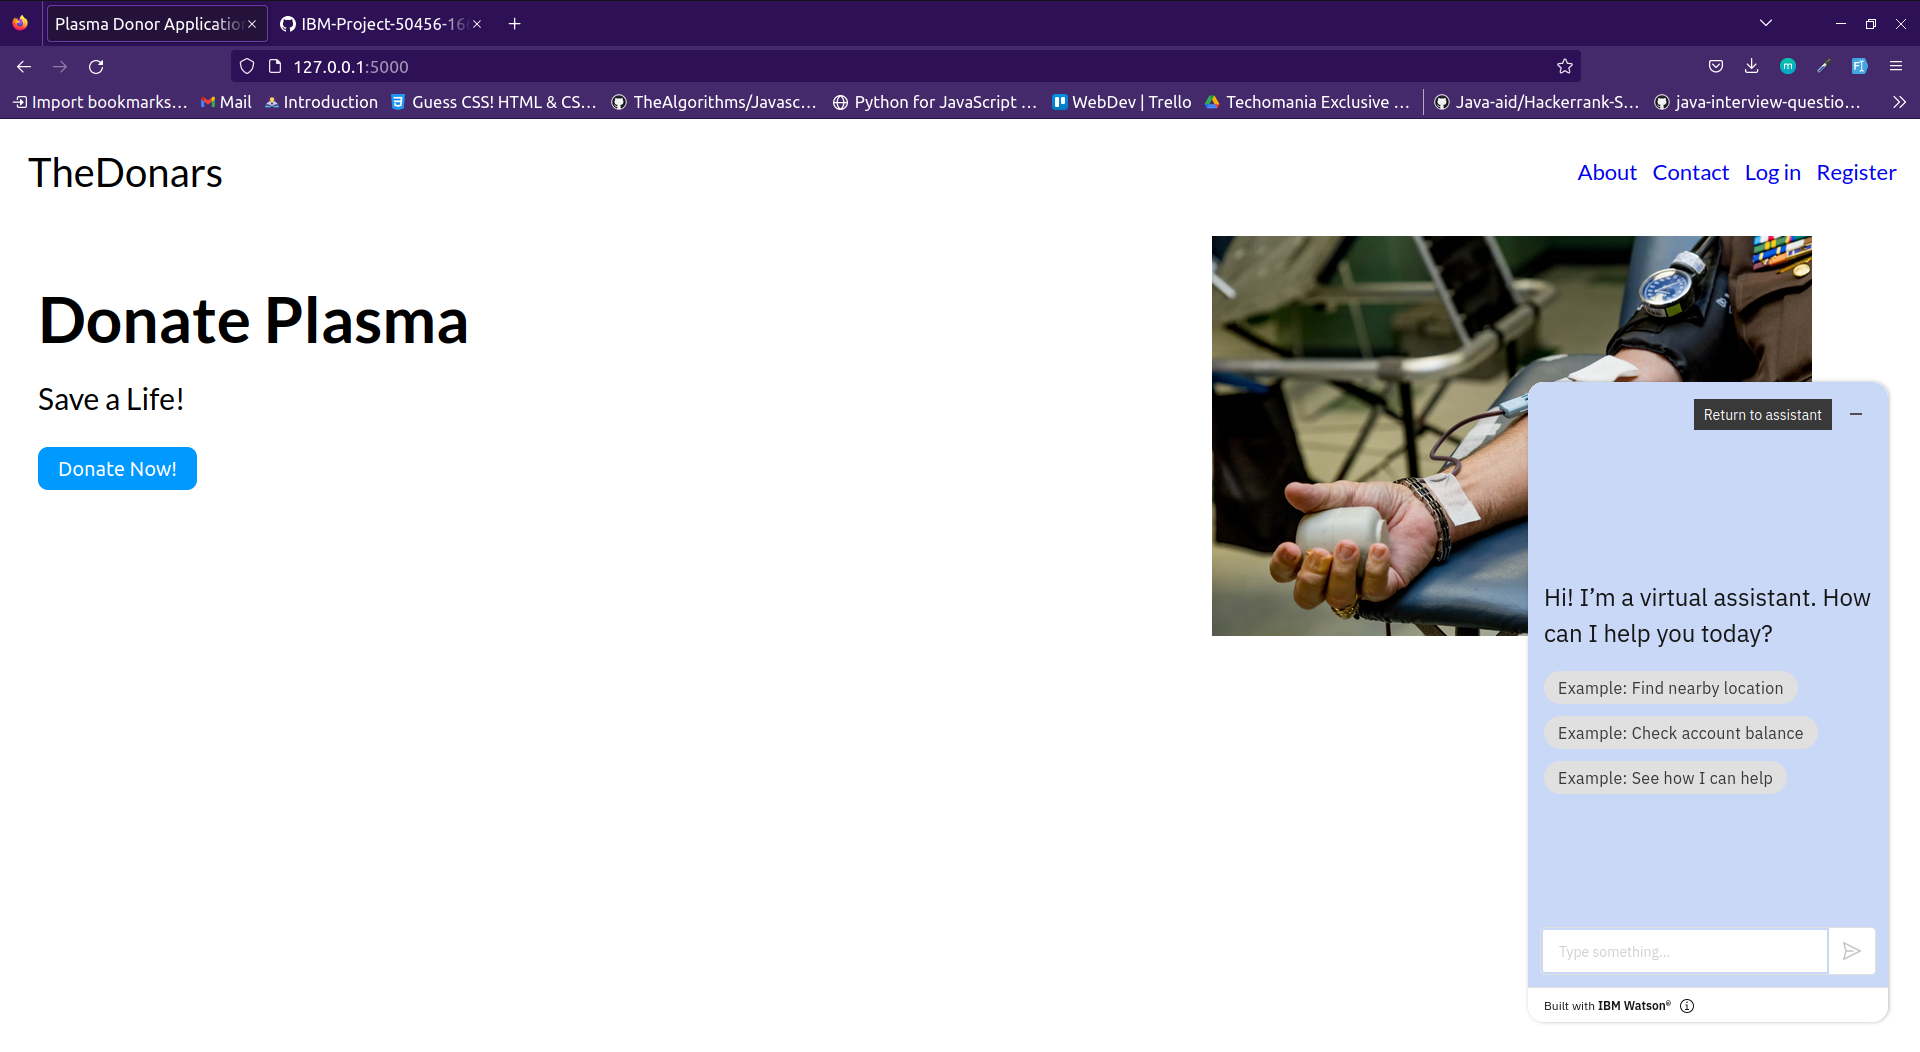 Plasma Donor Applicatio
IBM-Project-50456-16
127.0.0.1:5000
Import bookmarks...
Mail
Introduction
Guess CSS! HTML & CS...
TheAlgorithms/Javasc...
Python for JavaScript ...
WebDev | Trello
Techomania Exclusive ...
Java-aid/Hackerrank-S...
java-interview-questio...
TheDonars
About Contact Log in Register
Donate Plasma
Save a Life!
Donate Now!
Return to assistant
Hi! I'm a virtual assistant. How
can I help you today?
Example: Find nearby location
Example: Check account balance
Example: See how I can help
Type something...
Built with IBM Watson®